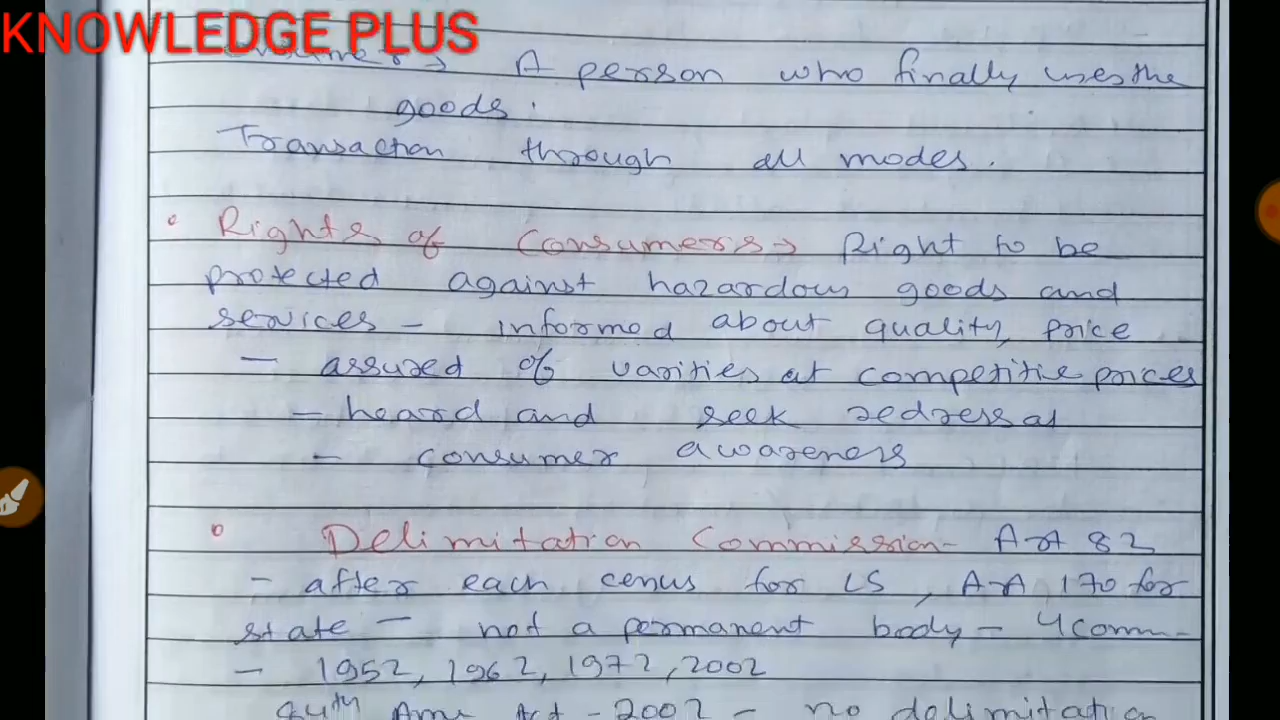 KNOWLEDGE PLUS
A person who finally uses the
goods.
Transaction through all modes.
Rights of Consumers → Right to be
protected against hazardous goods and
services - informed about quality, price
- assured of varities at competitie prices
- heard and seek redressal
- consumer awareness
Delimitation Commission - Art 82
- after each cenus for LS, Art 170 for
state - not a permanent body - 4 comm-
- 1952, 1962, 1972, 2002
84th Act - 2002 - no delimitation